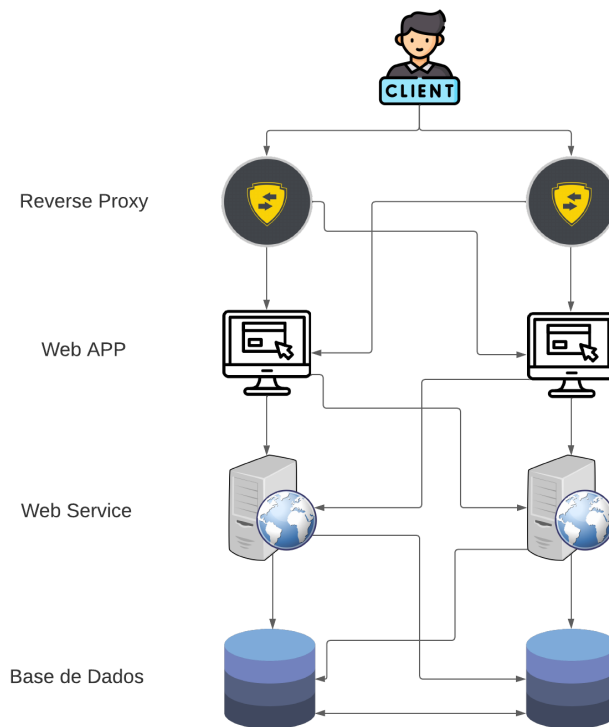 CLIENT
Reverse Proxy
Web APP
Web Service
Base de Dados